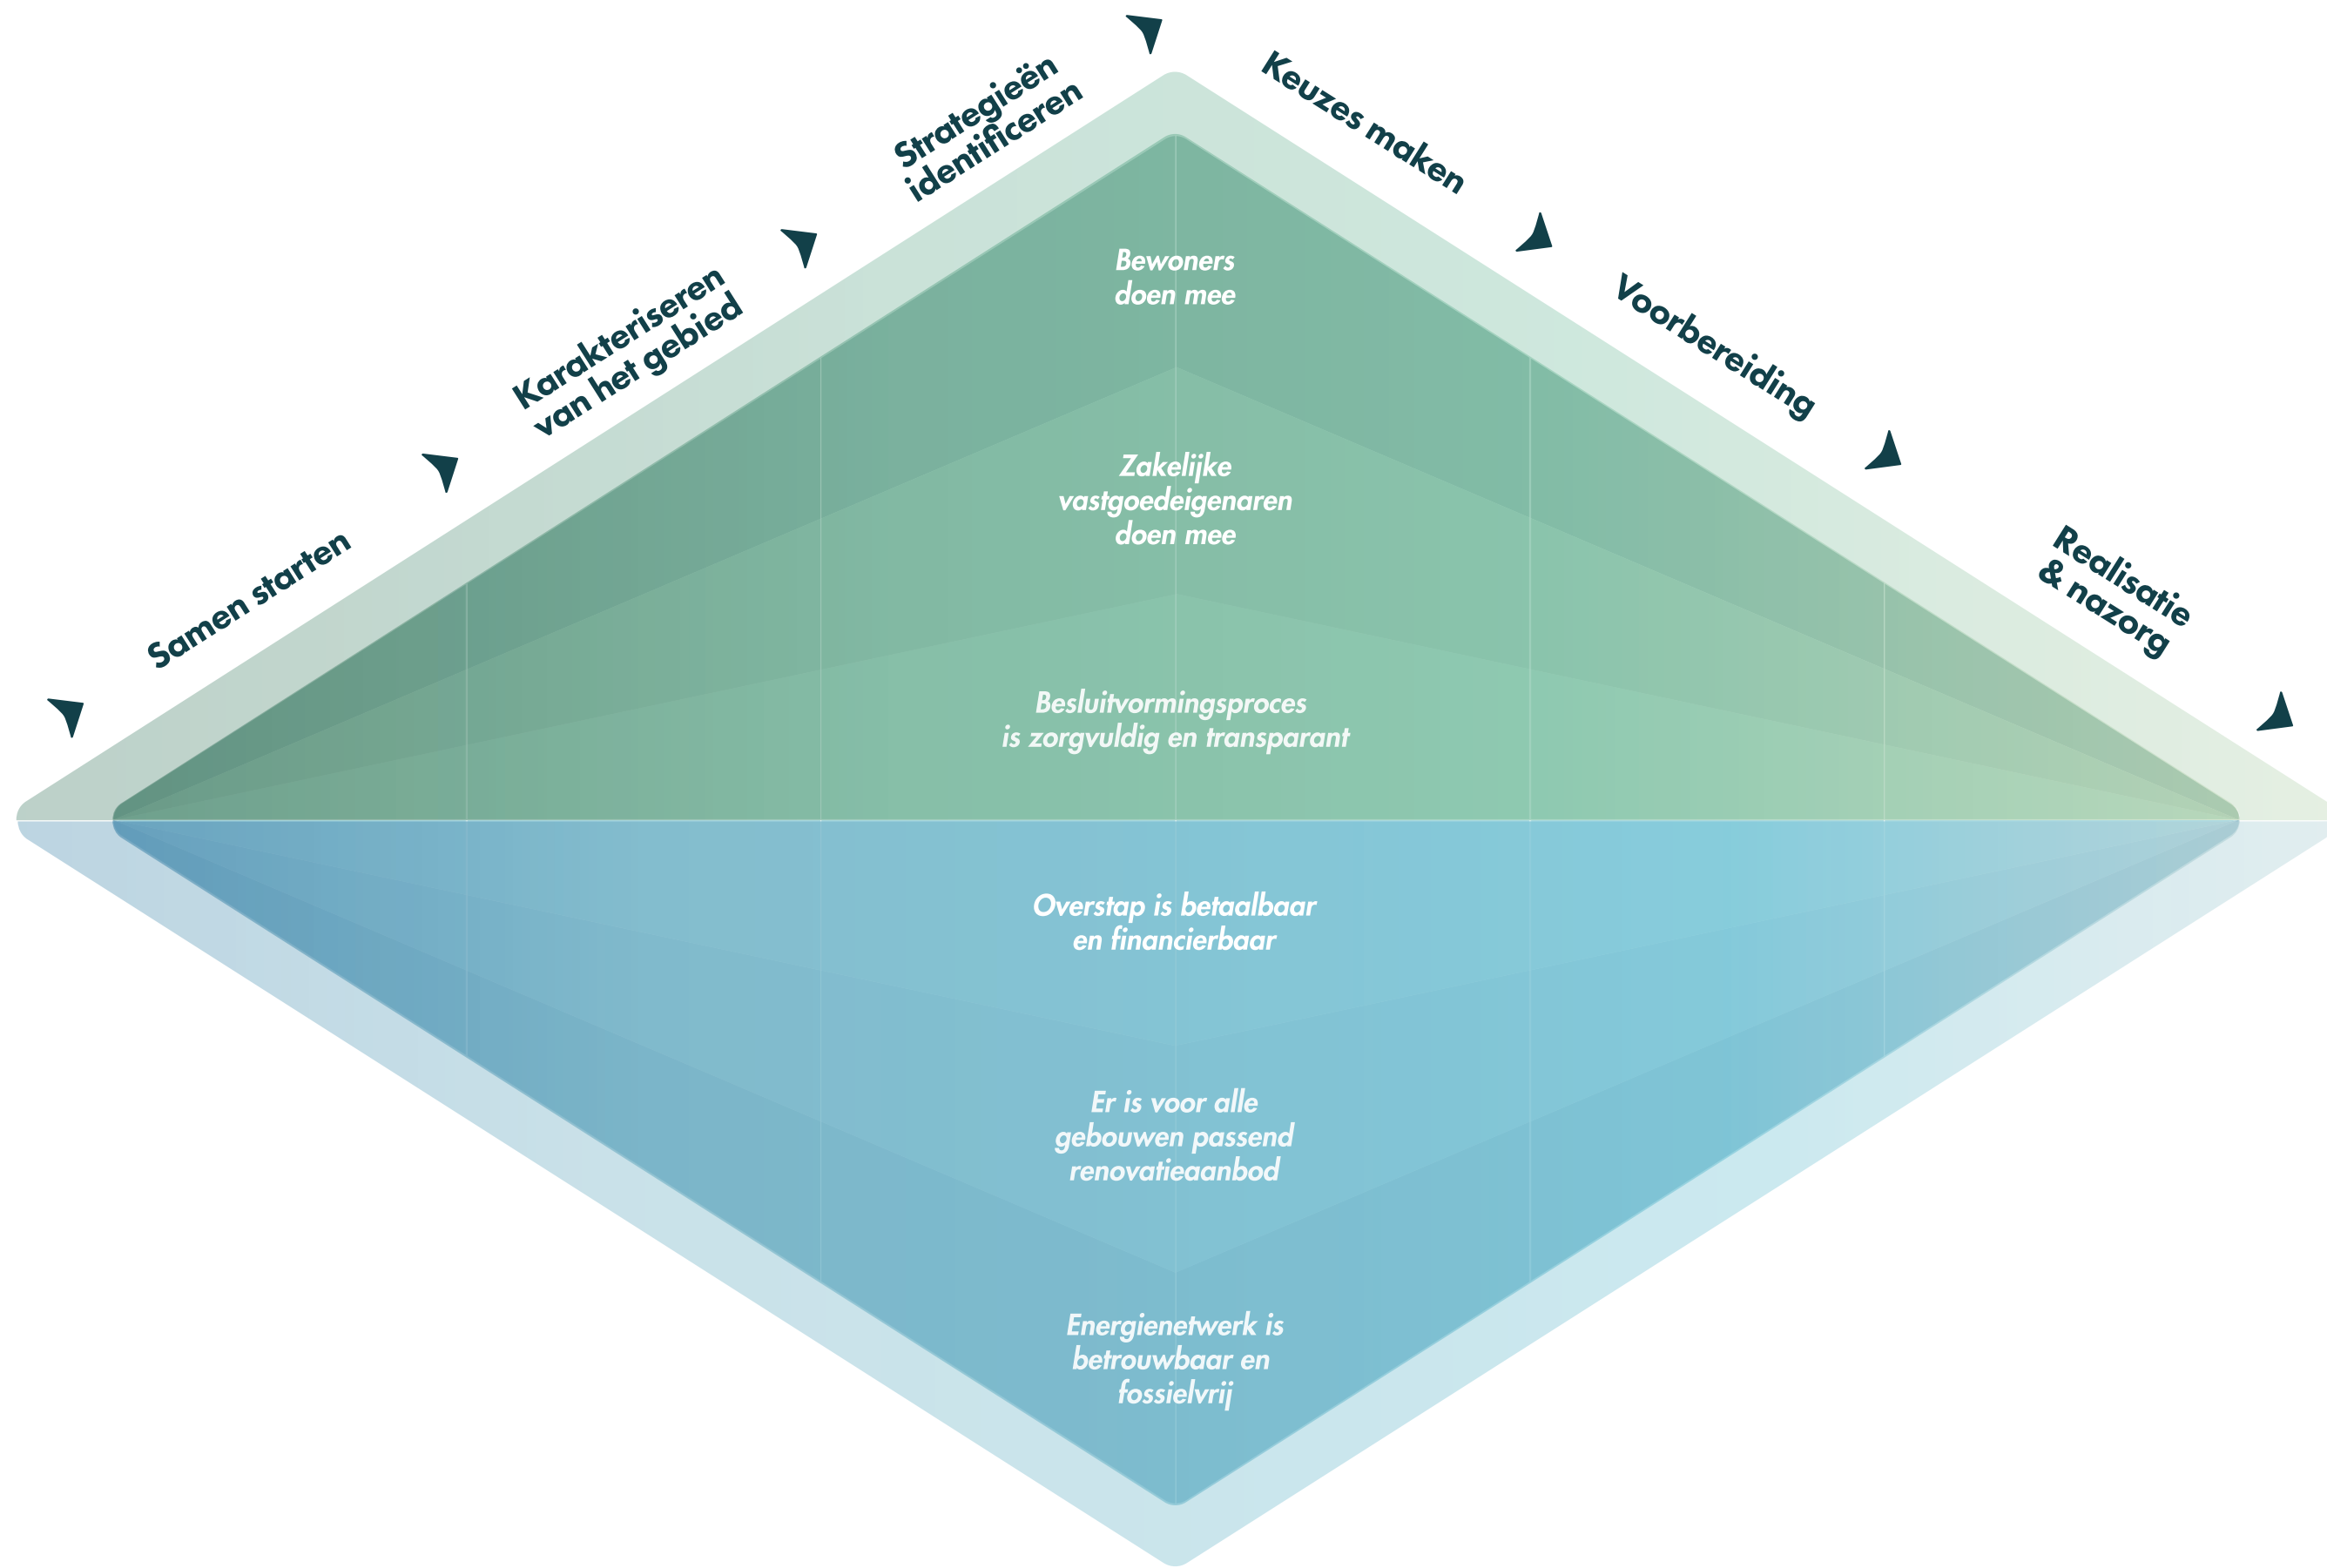 Samen starten
Karakteriseren
van het gebied
Strategieën
identificeren
Keuzes maken
Voorbereiding
Realisatie
& nazorg
Bewoners
doen mee
Zakelijke
vastgoedeigenaren
doen mee
Besluitvormingsproces
is zorgvuldig en transparant
Overstap is betaalbaar
en financierbaar
Er is voor alle
gebouwen passend
renovatieaanbod
Energienetwerk is
betrouwbaar en
fossielvrij